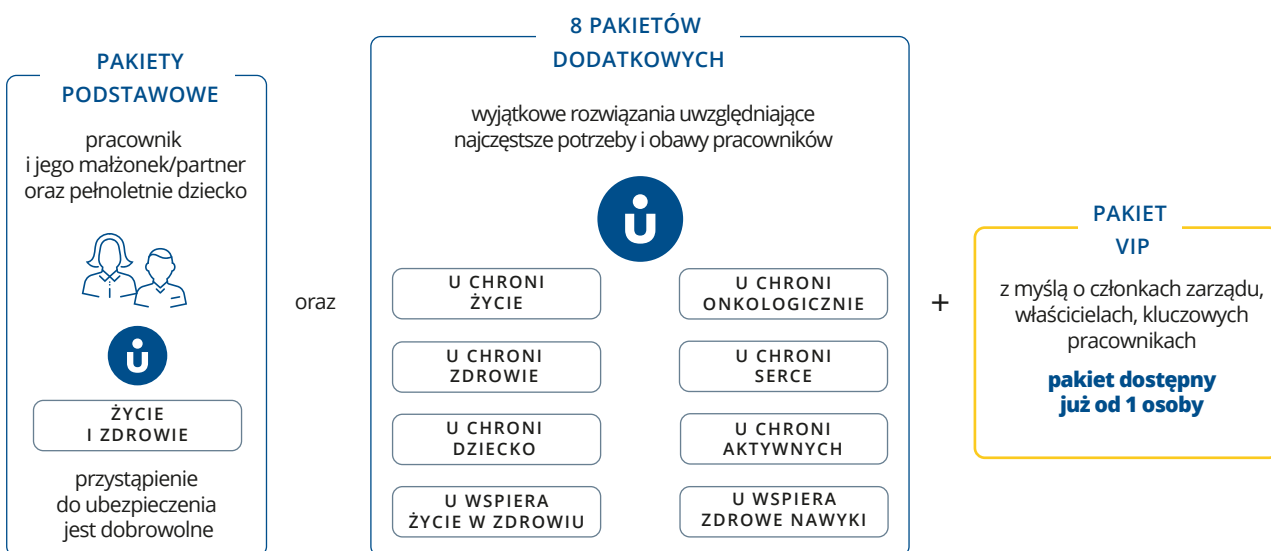 PAKIETY
PODSTAWOWE
pracownik
i jego małżonek/partner
oraz pełnoletnie dziecko
ŻYCIE
I ZDROWIE
przystąpienie
do ubezpieczenia
jest dobrowolne
oraz
8 PAKIETÓW
DODATKOWYCH
wyjątkowe rozwiązania uwzględniające
najczęstsze potrzeby i obawy pracowników
U CHRONI
ŻYCIE
U CHRONI
ONKOLOGICZNIE
U CHRONI
ZDROWIE
U CHRONI
SERCE
U CHRONI
DZIECKO
U CHRONI
AKTYWNYCH
U WSPIERA
ŻYCIE W ZDROWIU
U WSPIERA
ZDROWE NAWYKI
+
PAKIET
VIP
z myślą o członkach zarządu,
właścicielach, kluczowych
pracownikach
pakiet dostępny
już od 1 osoby